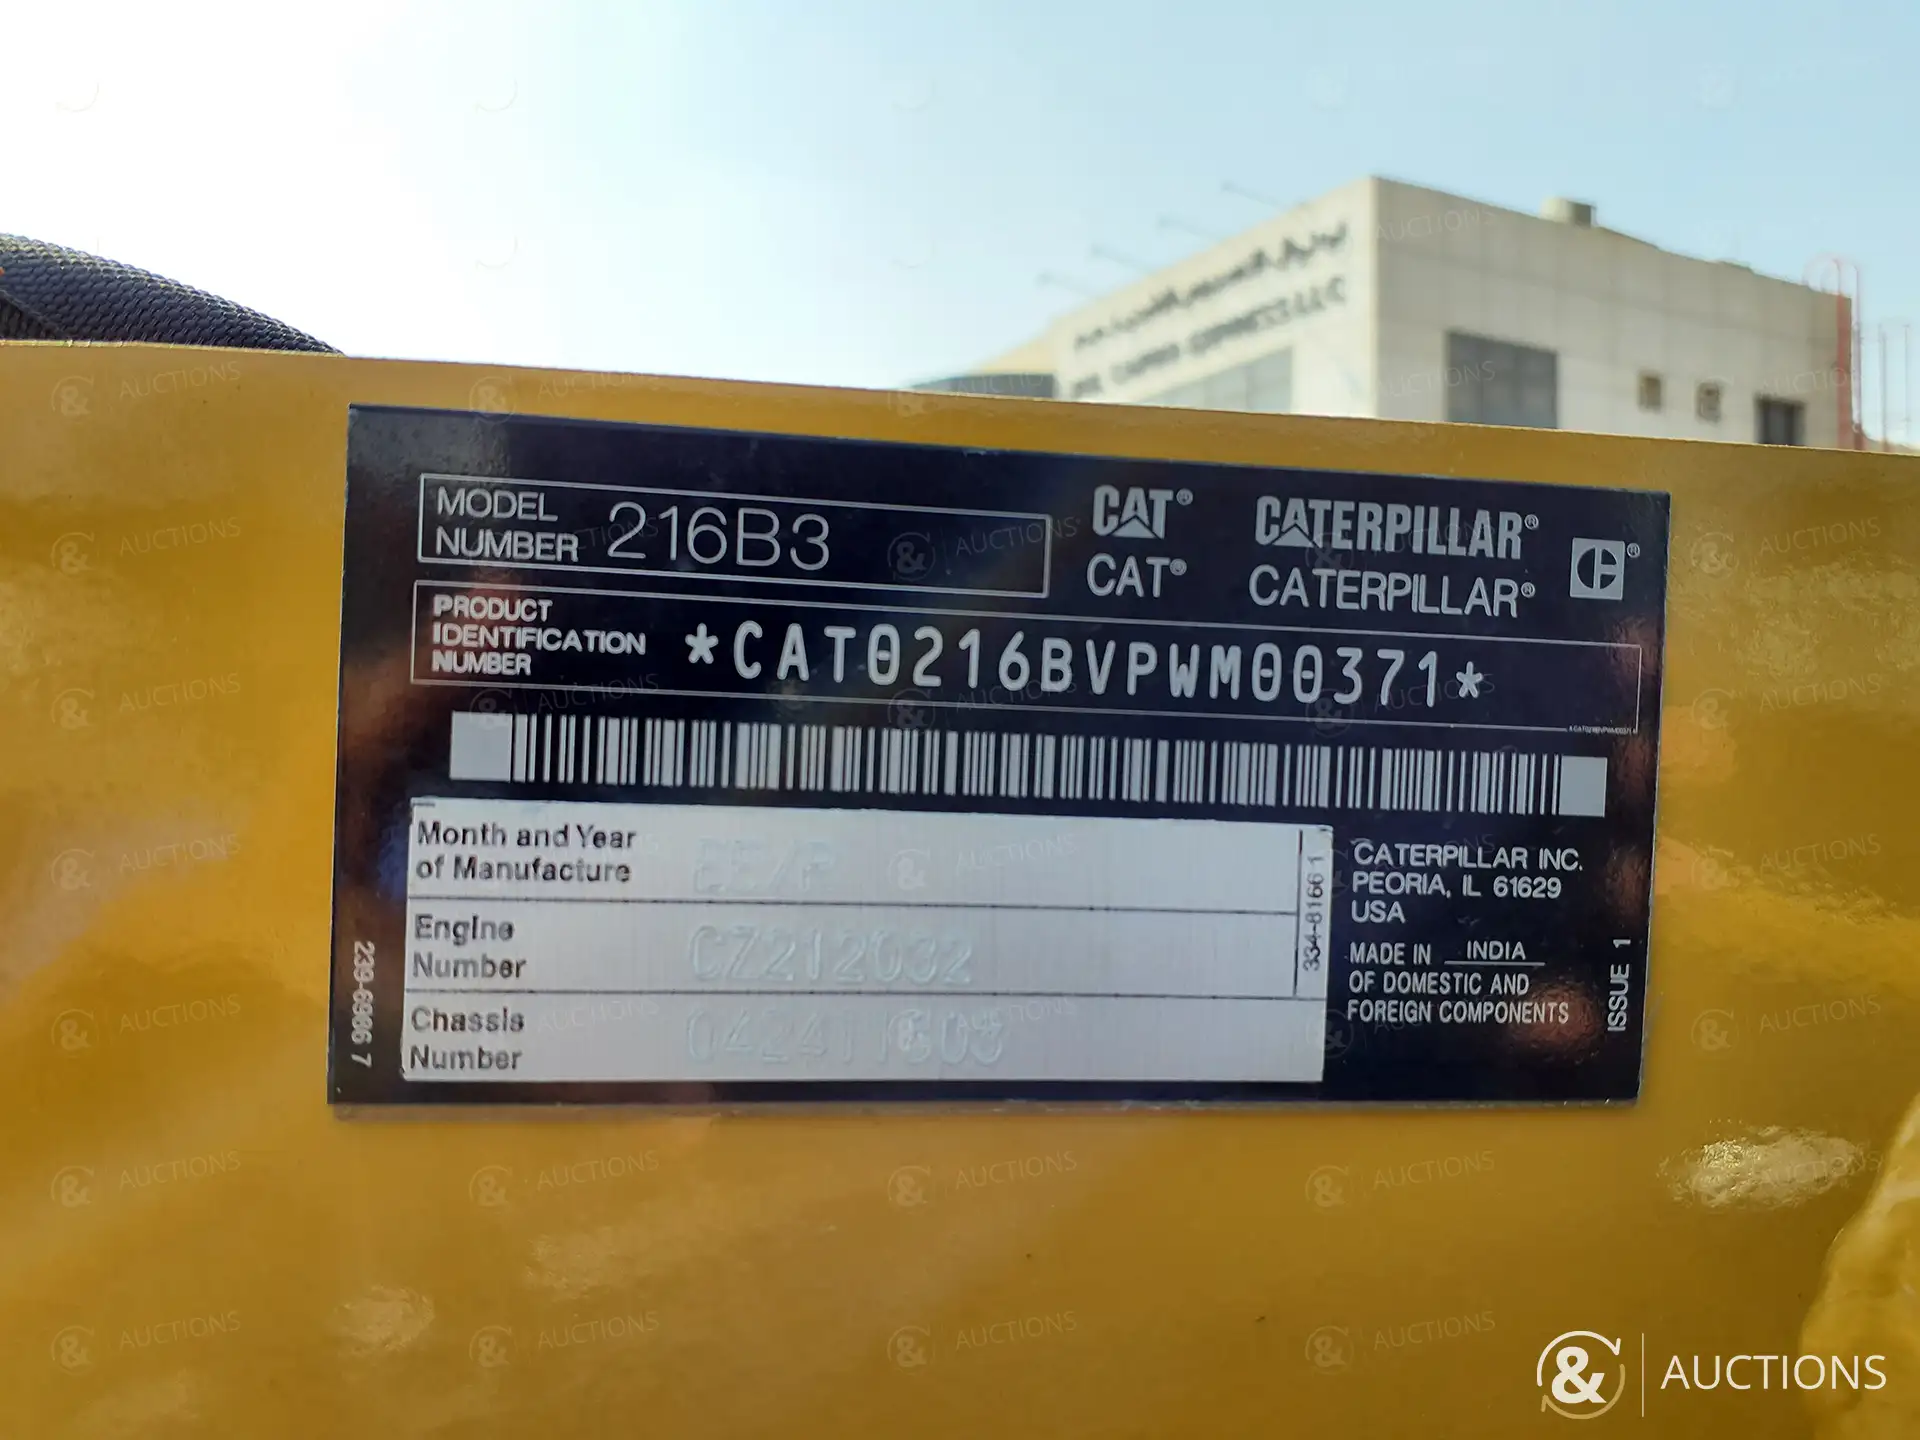 MODEL
NUMBER 216B3
CAT® CATERPILLAR®
CAT® CATERPILLAR®
PRODUCT
IDENTIFICATION
NUMBER
*CAT0216BVPWM00371*
Month and Year
of Manufacture
Engine
Number
CZ212032
Chassis
Number
334-8166 1
CATERPILLAR INC.
PEORIA, IL 61629
USA
MADE IN INDIA
OF DOMESTIC AND
FOREIGN COMPONENTS
239-6986 7
ISSUE 1
& AUCTIONS